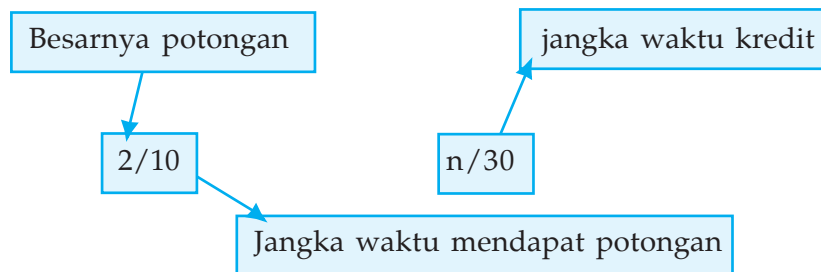 Besarnya potongan
jangka waktu kredit
2/10
n/30
Jangka waktu mendapat potongan